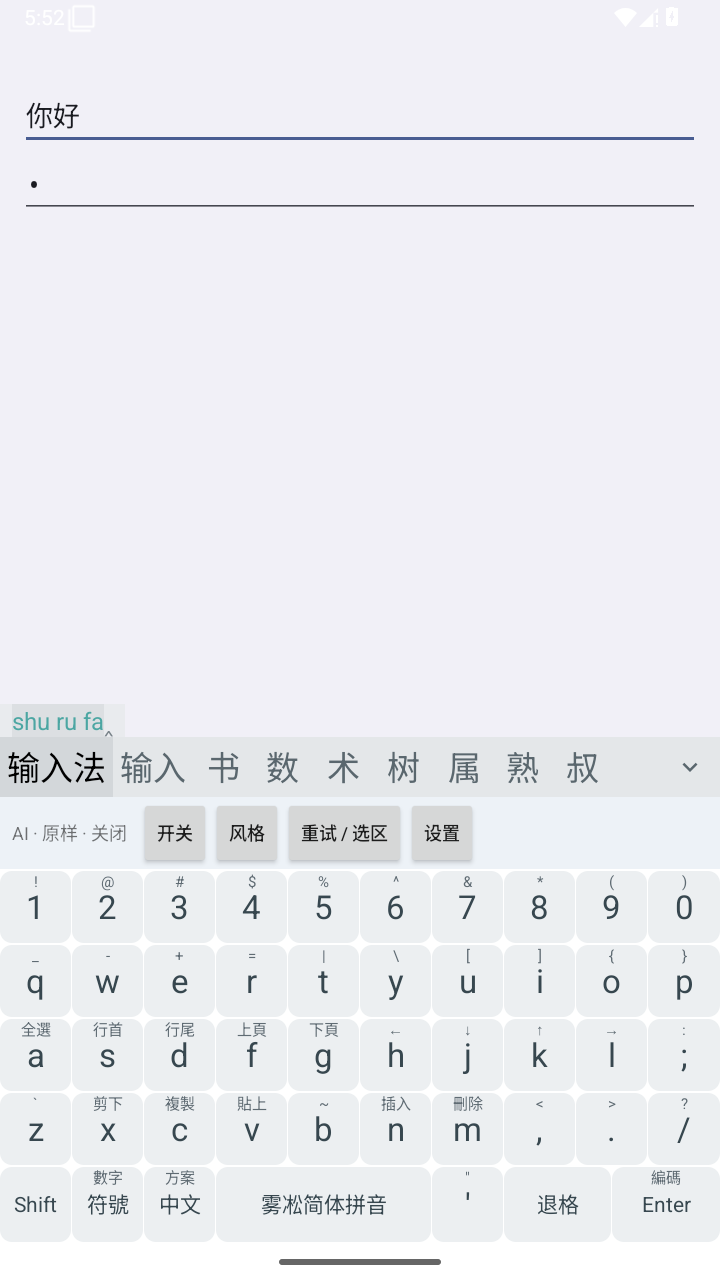 5:52
你好
•
shu ru fa
输入法 输入 书 数 术 树 属 熟 叔
AI · 原样 · 关闭 开关 风格 重试 / 选区 设置
! @ # $ % ^ & * ( )
1 2 3 4 5 6 7 8 9 0
_ - + = | \ [ ] { }
q w e r t y u i o p
全選 行首 行尾 上頁 下頁 ← ↓ ↑ → :
a s d f g h j k l ;
` 剪下 複製 貼上 ~ 插入 刪除 < > ?
z x c v b n m , . /
數字 方案 " 編碼
Shift 符號 中文 雾凇简体拼音 ' 退格 Enter